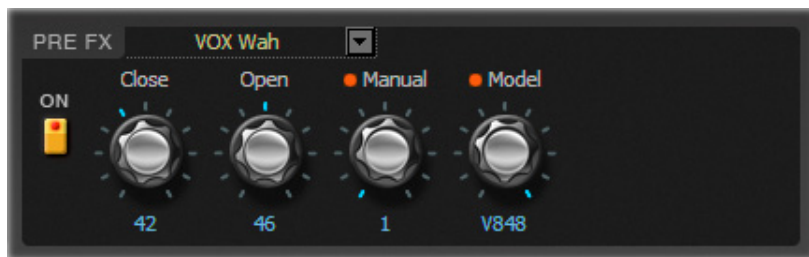 PRE FX VOX Wah
Close Open Manual Model
ON
42 46 1 V848